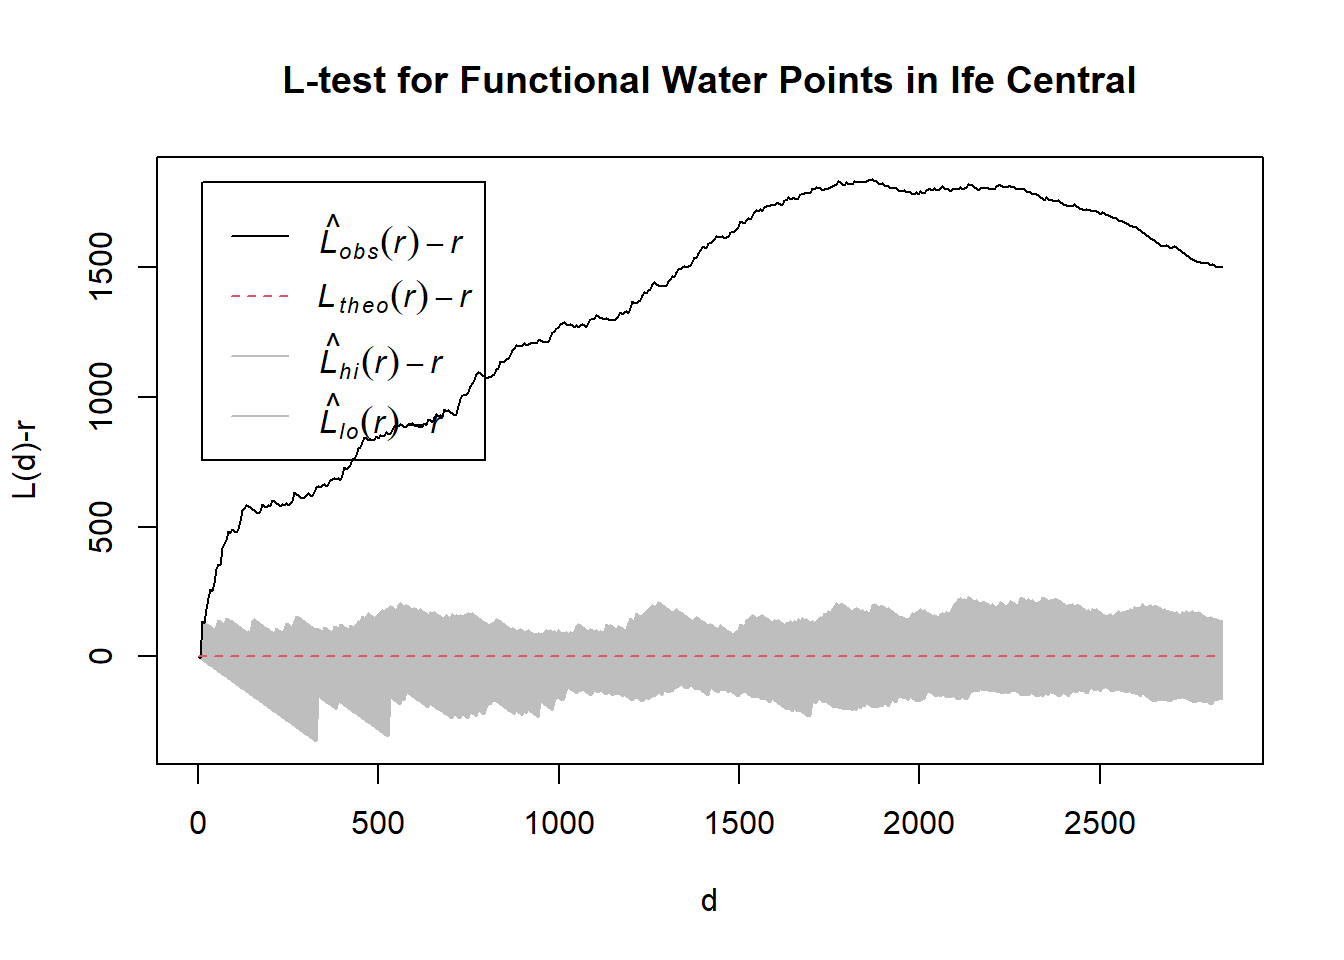 L-test for Functional Water Points in Ife Central
L̂obs(r) − r
Ltheo(r) − r
L̂hi(r) − r
L̂lo(r) − r
L(d)-r
1500
1000
500
0
0 500 1000 1500 2000 2500
d